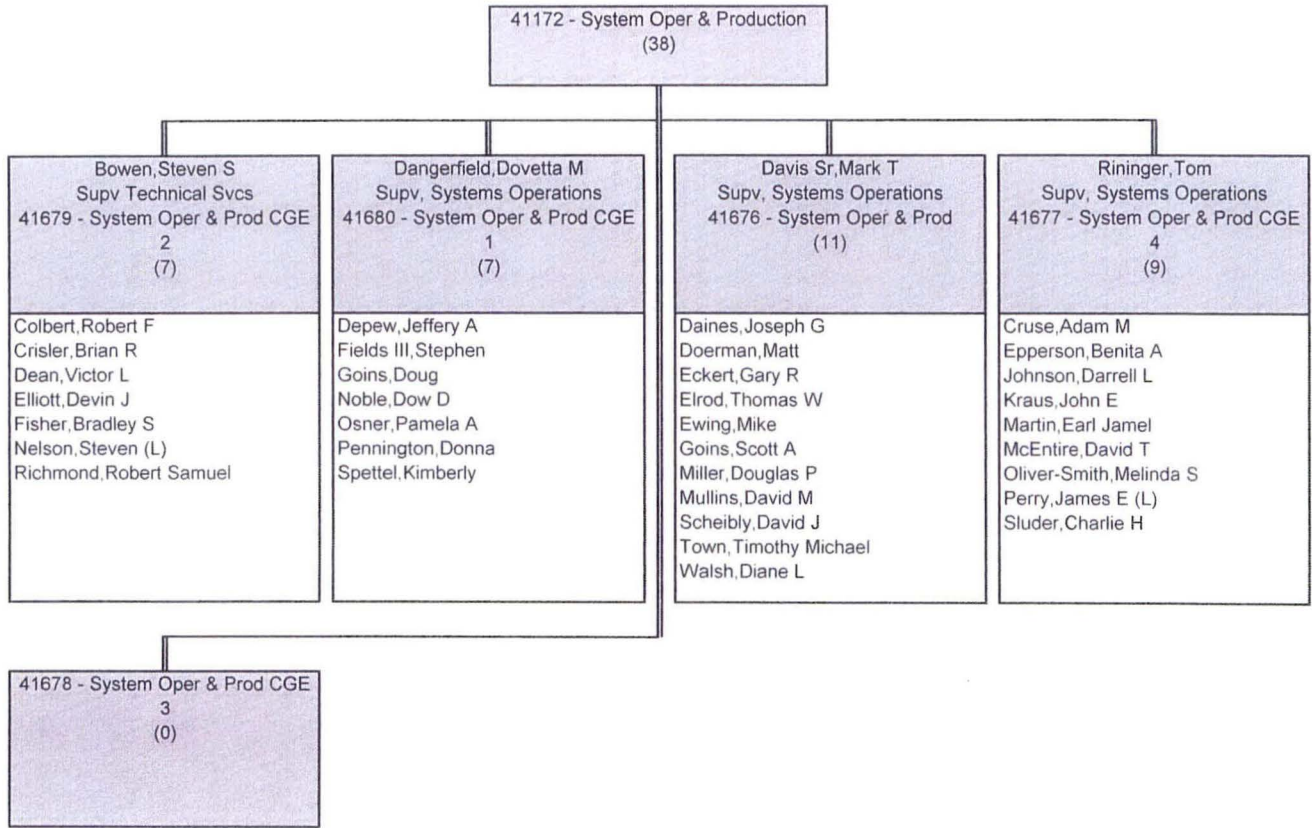 41172 - System Oper & Production
(38)
Bowen,Steven S
Supv Technical Svcs
41679 - System Oper & Prod CGE
2
(7)
Colbert,Robert F
Crisler,Brian R
Dean,Victor L
Elliott,Devin J
Fisher,Bradley S
Nelson,Steven (L)
Richmond,Robert Samuel
Dangerfield,Dovetta M
Supv, Systems Operations
41680 - System Oper & Prod CGE
1
(7)
Depew,Jeffery A
Fields III,Stephen
Goins,Doug
Noble,Dow D
Osner,Pamela A
Pennington,Donna
Spettel,Kimberly
Davis Sr,Mark T
Supv, Systems Operations
41676 - System Oper & Prod
(11)
Daines,Joseph G
Doerman,Matt
Eckert,Gary R
Elrod,Thomas W
Ewing,Mike
Goins,Scott A
Miller,Douglas P
Mullins,David M
Scheibly,David J
Town,Timothy Michael
Walsh,Diane L
Rininger,Tom
Supv, Systems Operations
41677 - System Oper & Prod CGE
4
(9)
Cruse,Adam M
Epperson,Benita A
Johnson,Darrell L
Kraus,John E
Martin,Earl Jamel
McEntire,David T
Oliver-Smith,Melinda S
Perry,James E (L)
Sluder,Charlie H
41678 - System Oper & Prod CGE
3
(0)